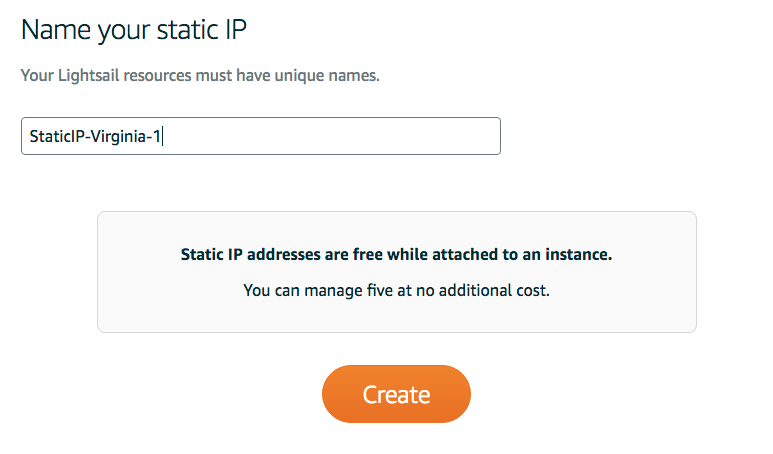 Name your static IP
Your Lightsail resources must have unique names.
StaticIP-Virginia-1
Static IP addresses are free while attached to an instance.
You can manage five at no additional cost.
Create